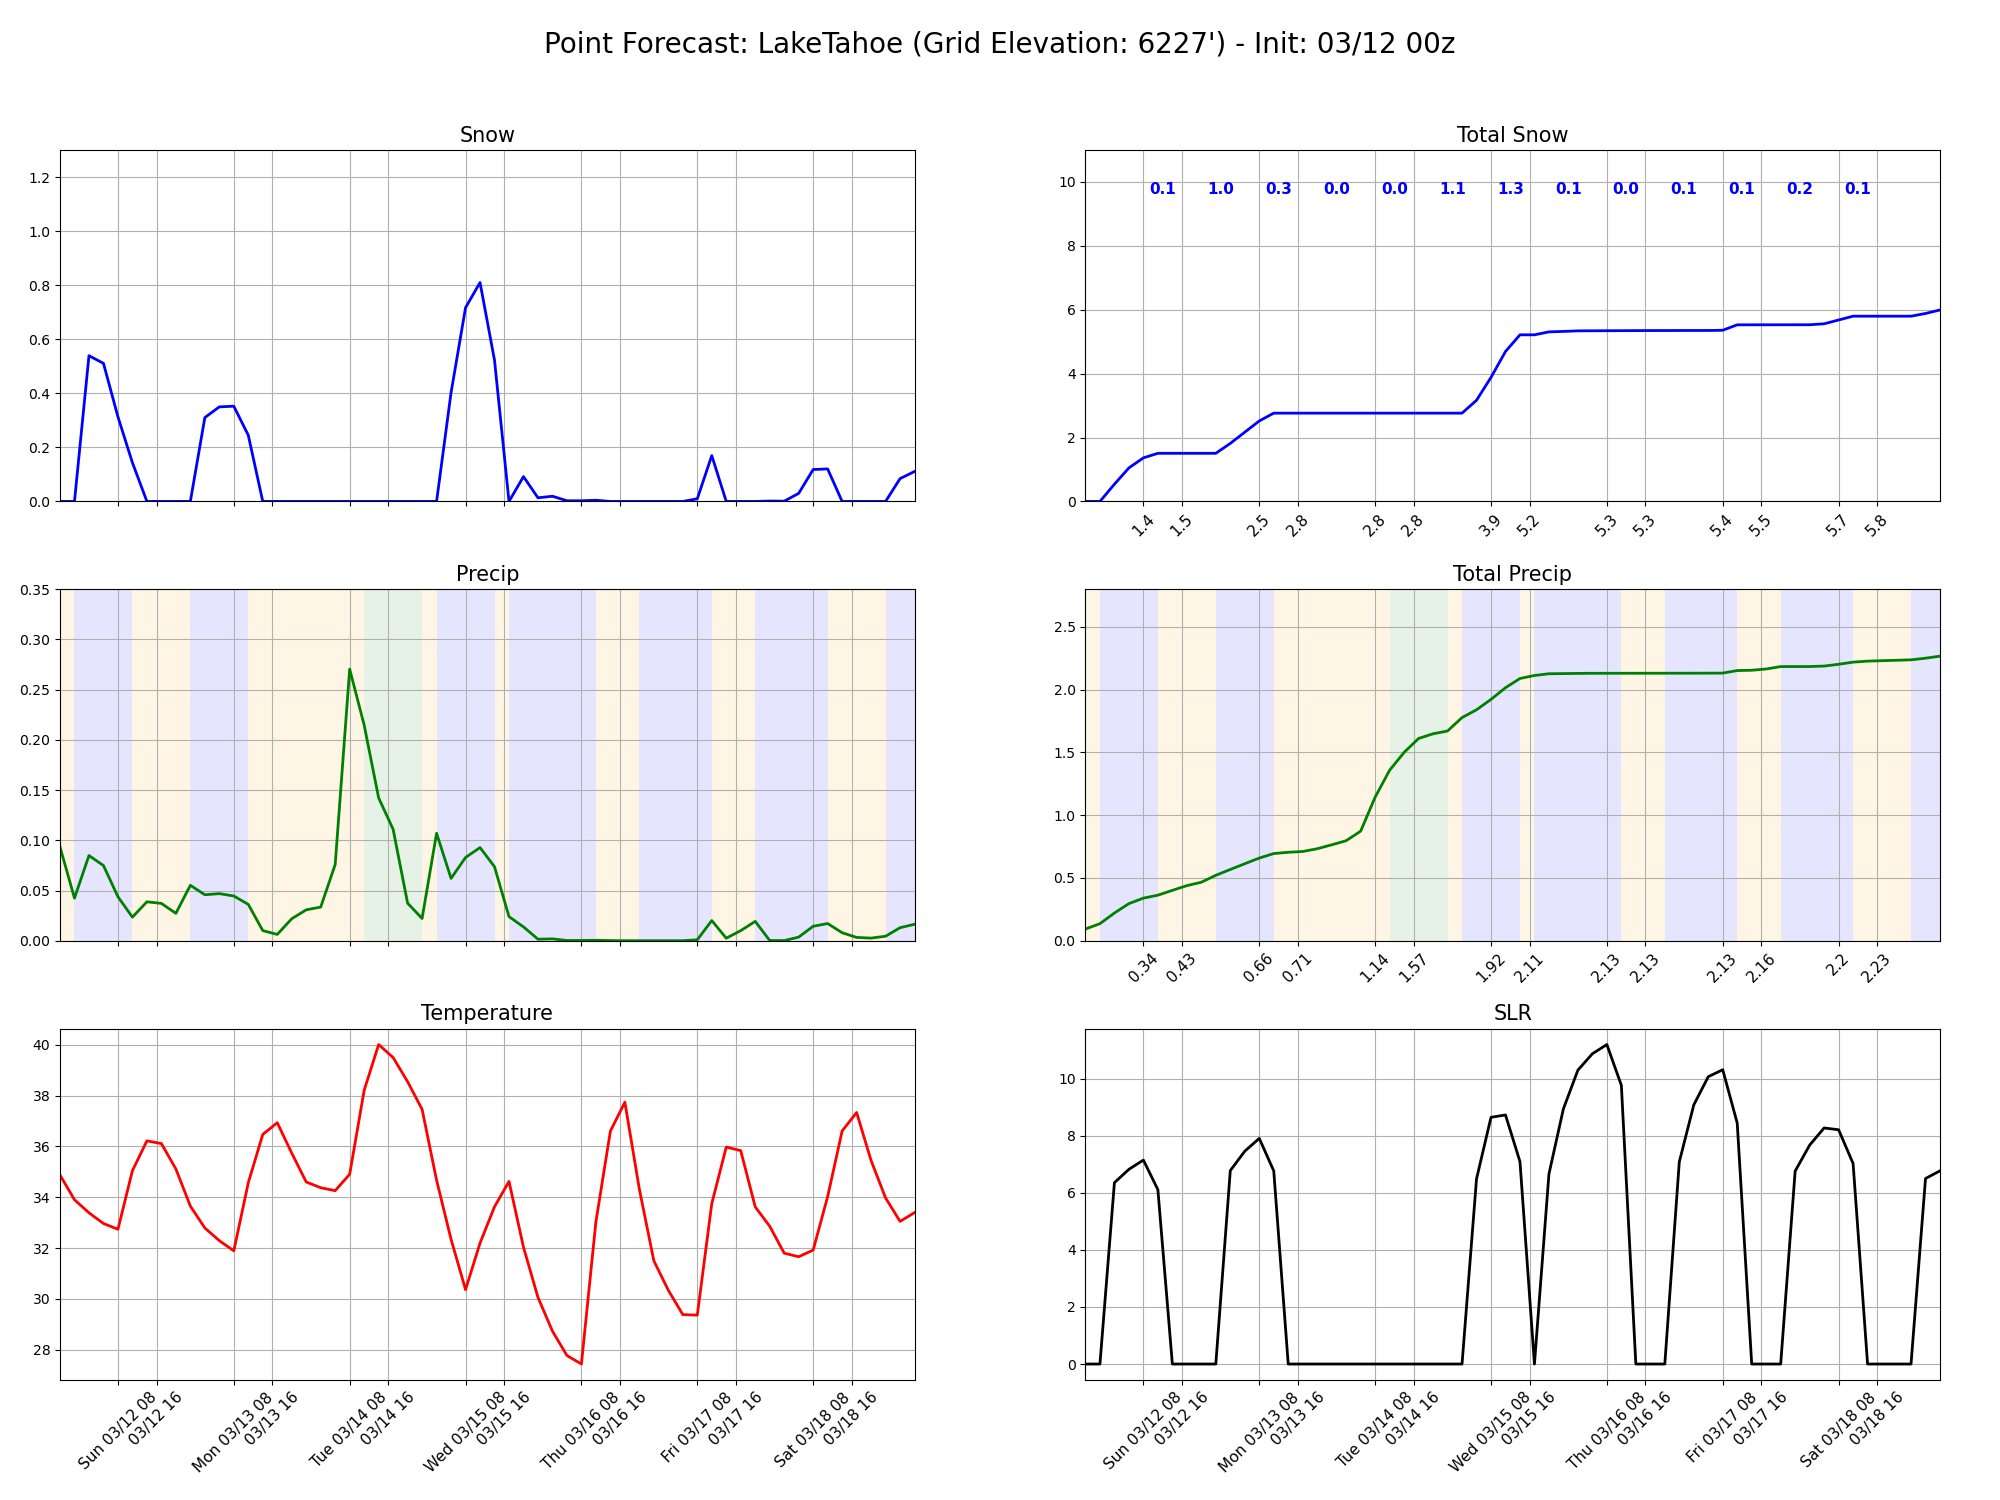 Point Forecast: LakeTahoe (Grid Elevation: 6227') - Init: 03/12 00z
Snow
1.2
1.0
0.8
0.6
0.4
0.2
0.0
Total Snow
10
8
6
4
2
0
0.1 1.0 0.3 0.0 0.0 1.1 1.3 0.1 0.0 0.1 0.1 0.2 0.1
1.4 1.5 2.5 2.8 2.8 2.8 3.9 5.2 5.3 5.3 5.4 5.5 5.7 5.8
Precip
0.35
0.30
0.25
0.20
0.15
0.10
0.05
0.00
Total Precip
2.5
2.0
1.5
1.0
0.5
0.0
0.34 0.43 0.66 0.71 1.14 1.57 1.92 2.11 2.13 2.13 2.13 2.16 2.2 2.23
Temperature
40
38
36
34
32
30
28
Sun 03/12 08
03/12 16
Mon 03/13 08
03/13 16
Tue 03/14 08
03/14 16
Wed 03/15 08
03/15 16
Thu 03/16 08
03/16 16
Fri 03/17 08
03/17 16
Sat 03/18 08
03/18 16
SLR
10
8
6
4
2
0
Sun 03/12 08
03/12 16
Mon 03/13 08
03/13 16
Tue 03/14 08
03/14 16
Wed 03/15 08
03/15 16
Thu 03/16 08
03/16 16
Fri 03/17 08
03/17 16
Sat 03/18 08
03/18 16